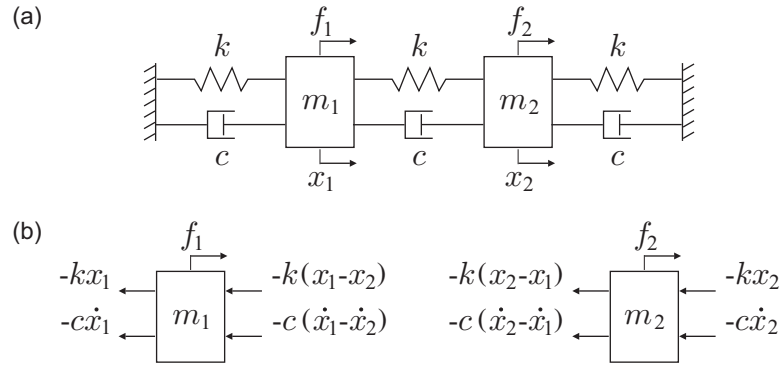 (a)
f₁ f₂
k k k
m₁ m₂
c c c
x₁ x₂
(b)
f₁ f₂
-kx₁ -k(x₁-x₂) -k(x₂-x₁) -kx₂
m₁ m₂
-cẋ₁ -c(ẋ₁-ẋ₂) -c(ẋ₂-ẋ₁) -cẋ₂